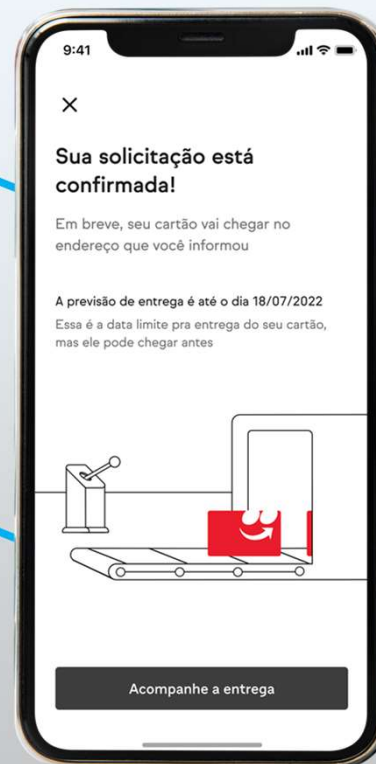 9:41
Sua solicitação está
confirmada!
Em breve, seu cartão vai chegar no
endereço que você informou
A previsão de entrega é até o dia 18/07/2022
Essa é a data limite pra entrega do seu cartão,
mas ele pode chegar antes
Acompanhe a entrega